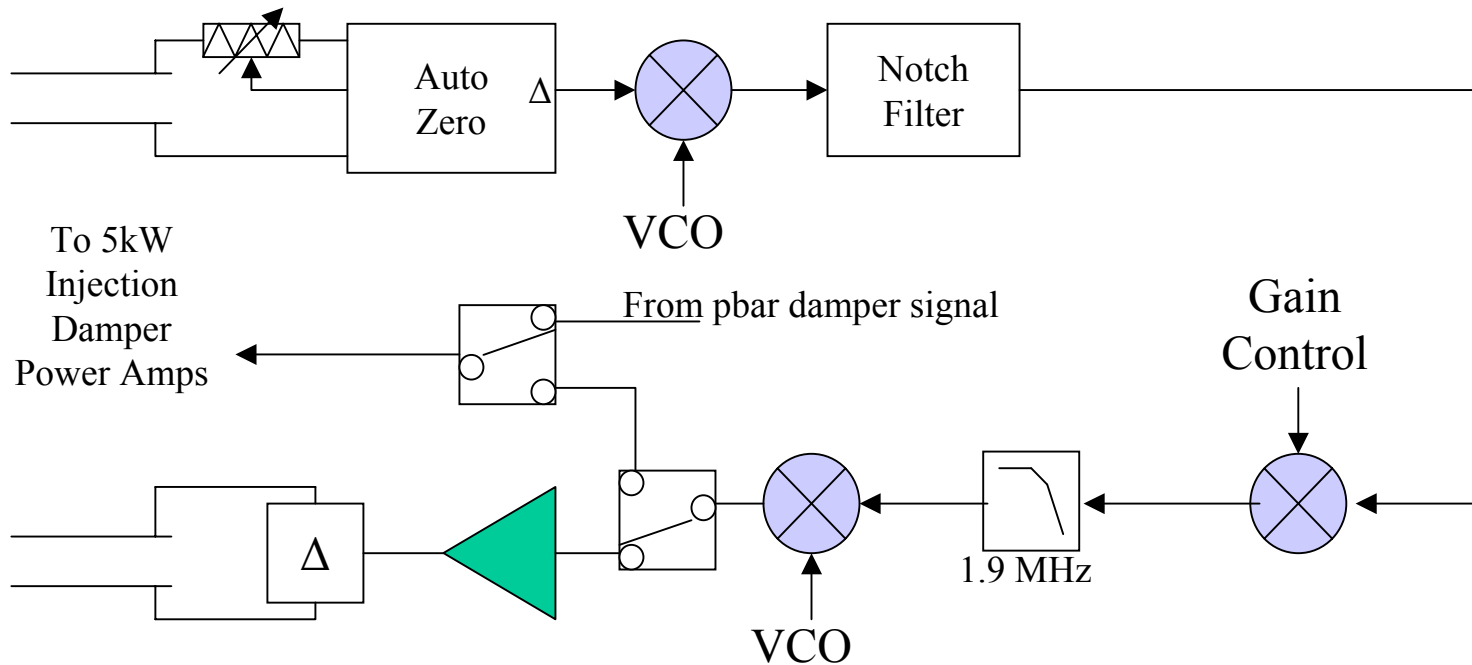 Auto
Zero
Δ
Notch
Filter
VCO
To 5kW
Injection
Damper
Power Amps
From pbar damper signal
Gain
Control
Δ
1.9 MHz
VCO